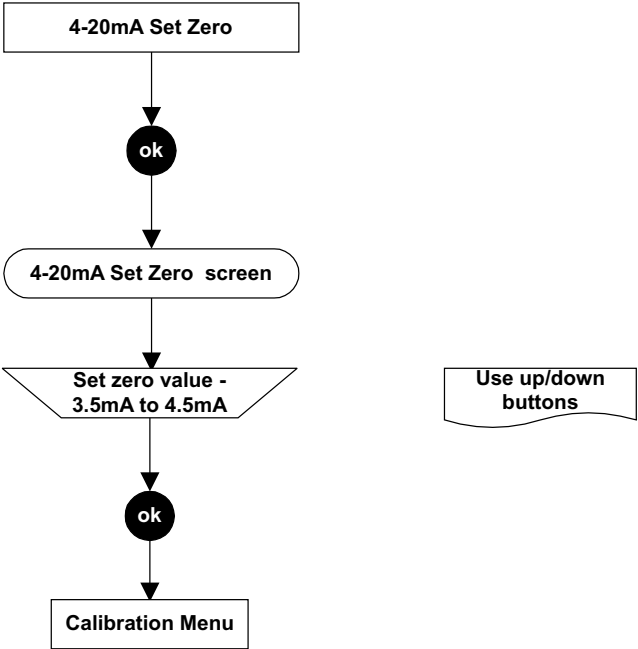 4-20mA Set Zero
ok
4-20mA Set Zero screen
Set zero value -
3.5mA to 4.5mA
Use up/down
buttons
ok
Calibration Menu